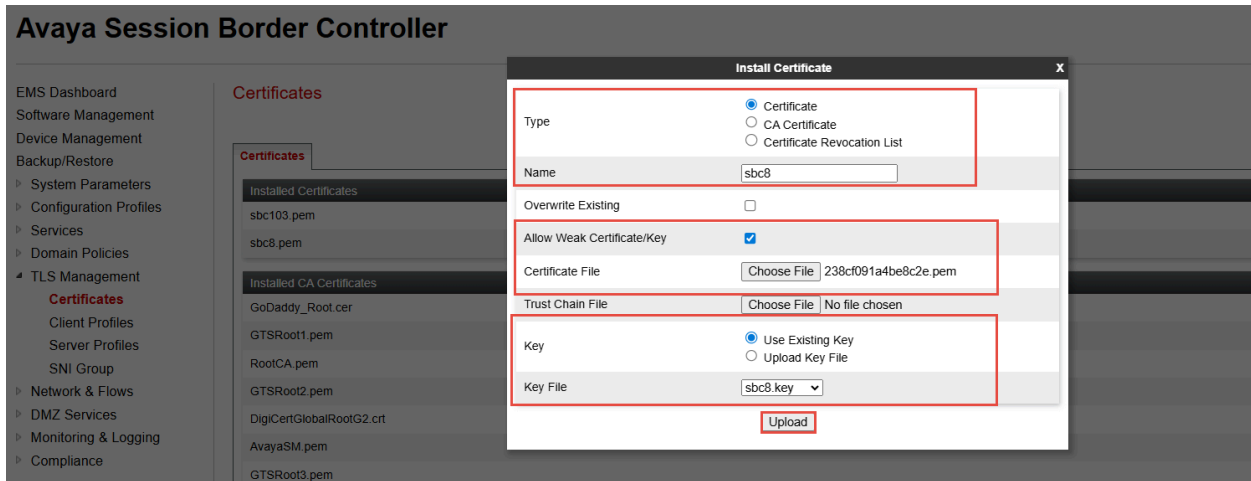 Avaya Session Border Controller
EMS Dashboard
Software Management
Device Management
Backup/Restore
System Parameters
Configuration Profiles
Services
Domain Policies
TLS Management
Certificates
Client Profiles
Server Profiles
SNI Group
Network & Flows
DMZ Services
Monitoring & Logging
Compliance
Certificates
Certificates
Installed Certificates
sbc103.pem
sbc8.pem
Installed CA Certificates
GoDaddy_Root.cer
GTSRoot1.pem
RootCA.pem
GTSRoot2.pem
DigiCertGlobalRootG2.crt
AvayaSM.pem
GTSRoot3.pem
Install Certificate X
Type
Certificate
CA Certificate
Certificate Revocation List
Name sbc8
Overwrite Existing
Allow Weak Certificate/Key
Certificate File Choose File 238cf091a4be8c2e.pem
Trust Chain File Choose File No file chosen
Key
Use Existing Key
Upload Key File
Key File sbc8.key
Upload